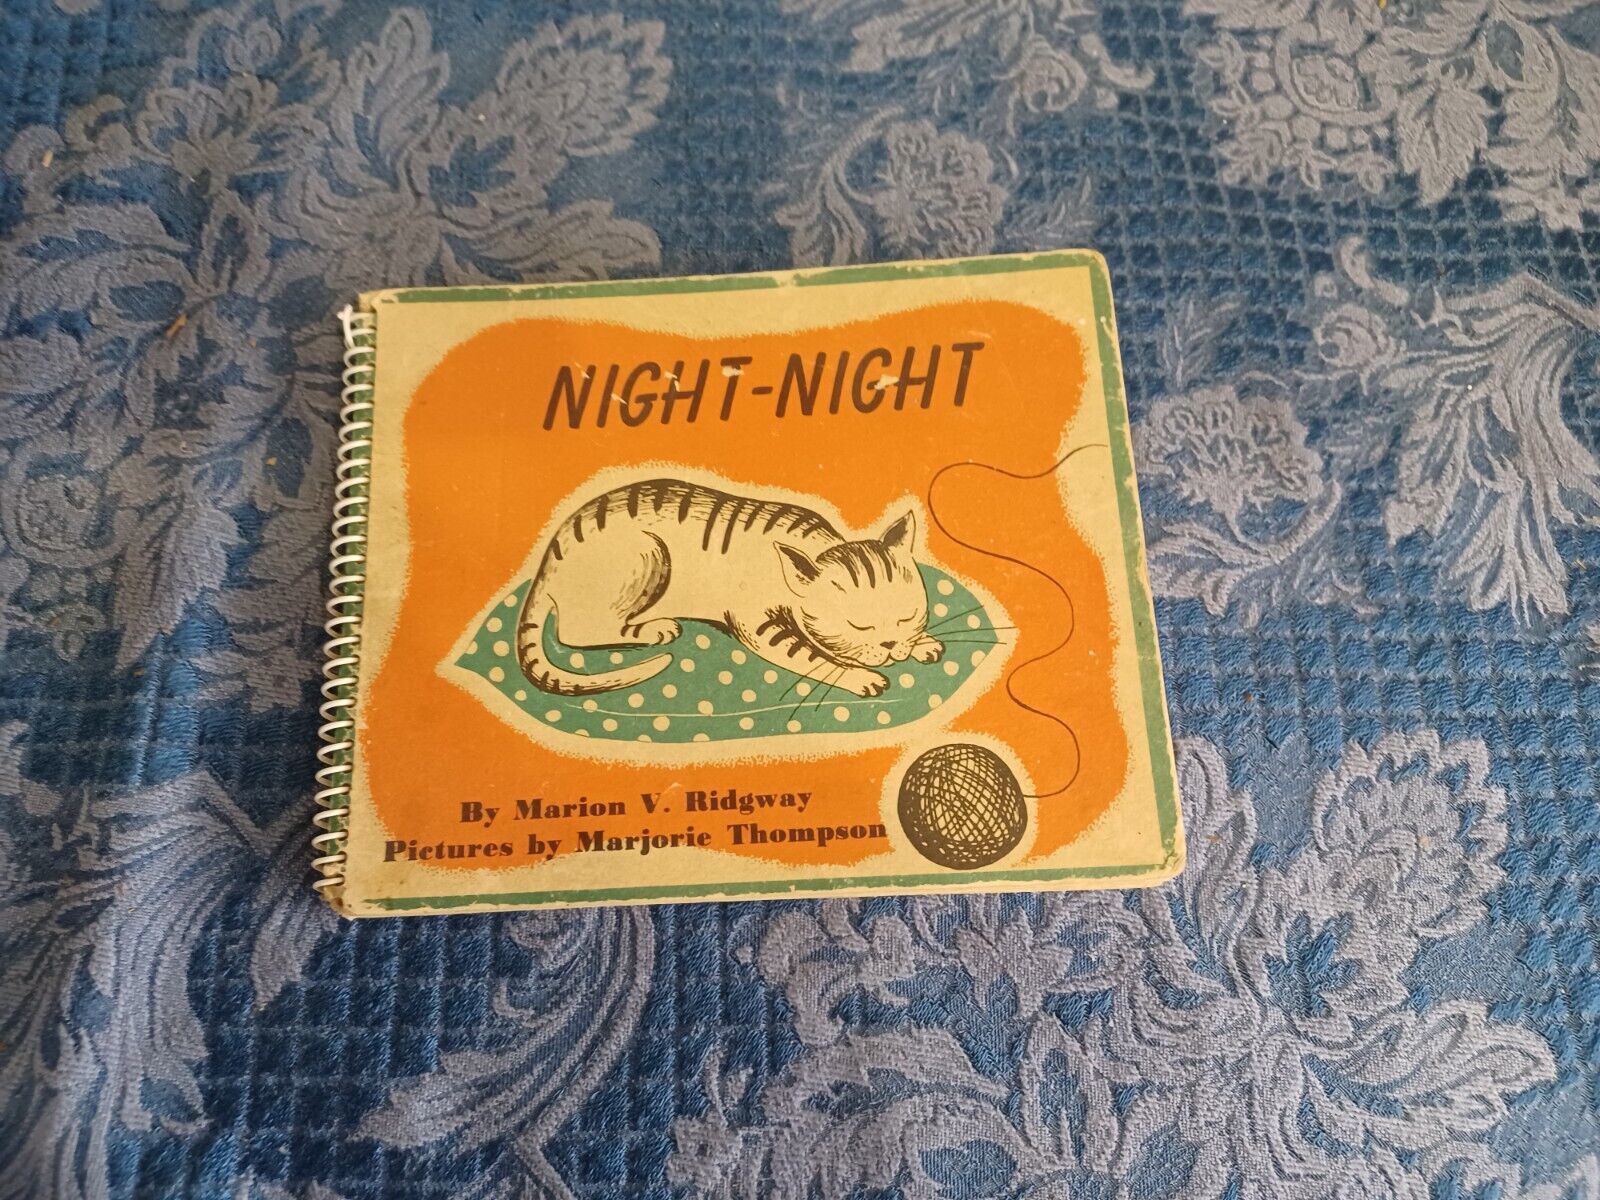 NIGHT-NIGHT
By Marion V. Ridgway
Pictures by Marjorie Thompson